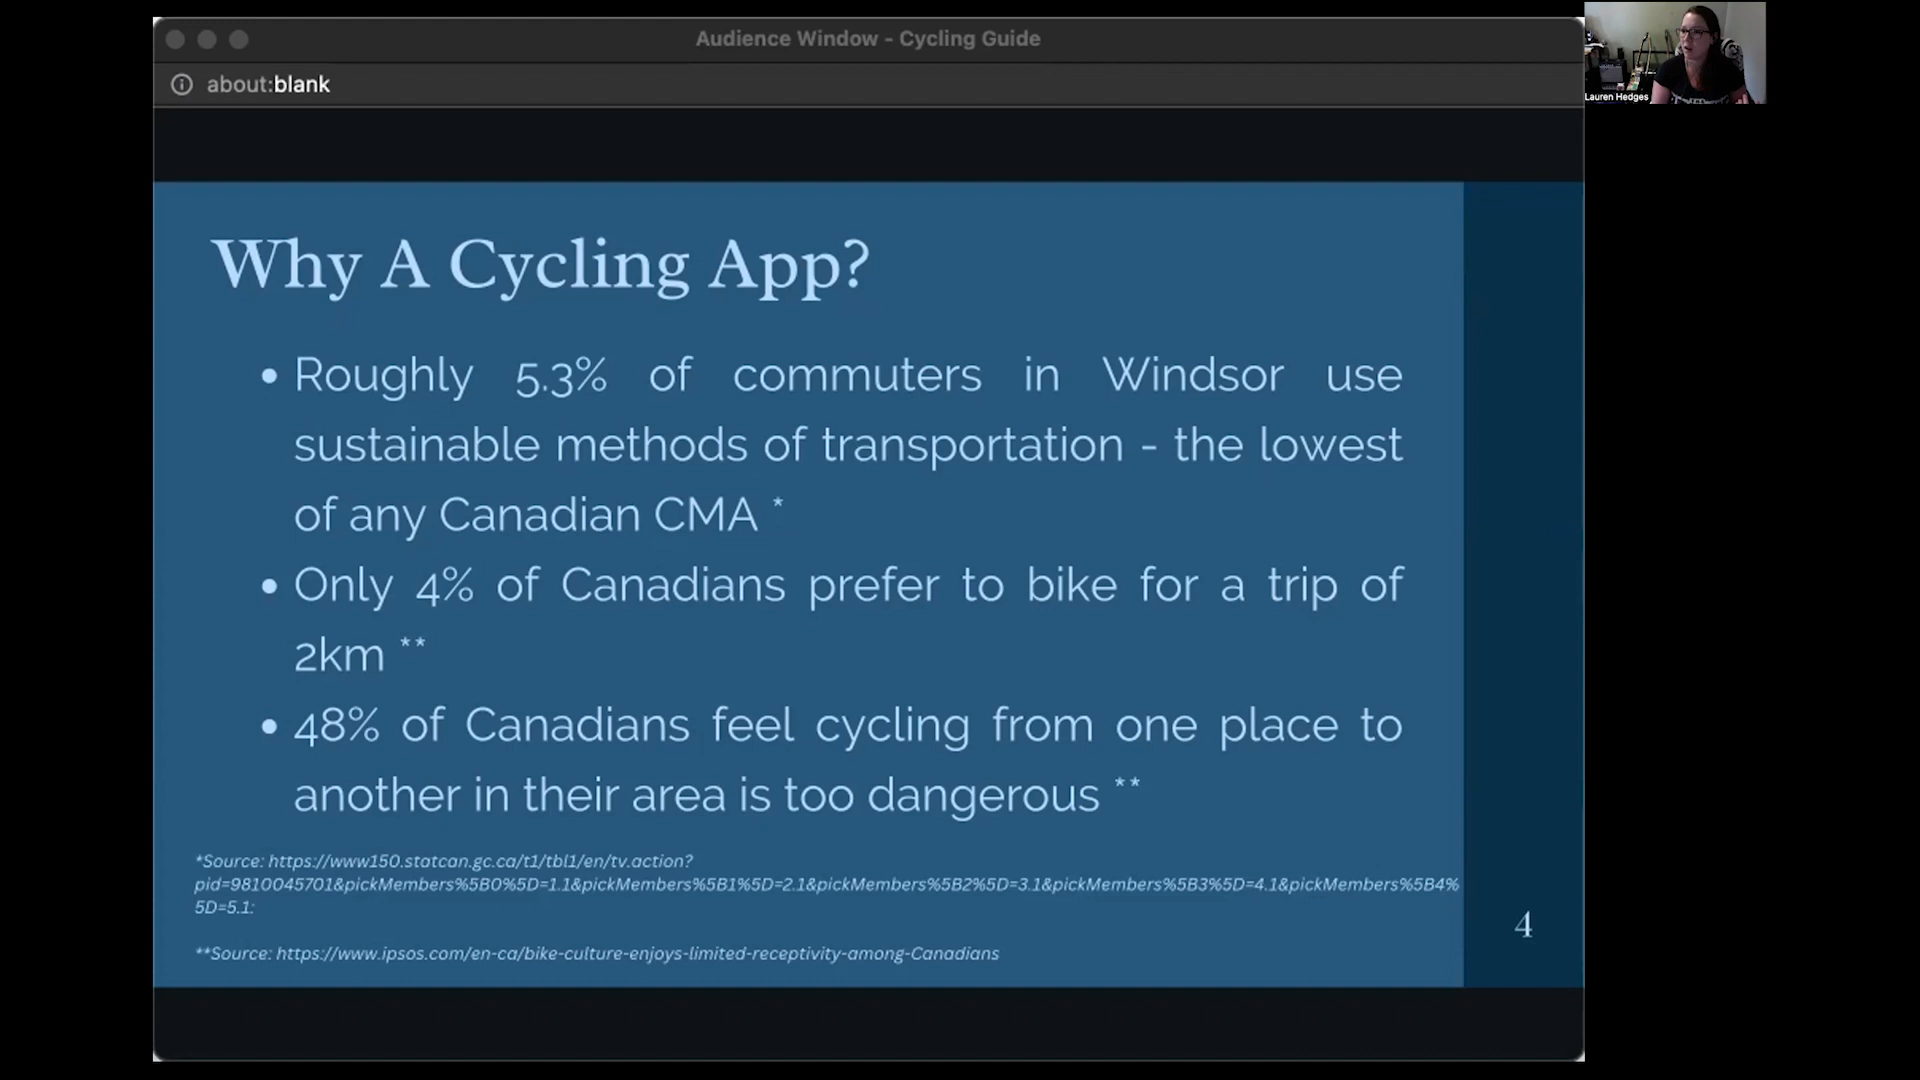 Audience Window - Cycling Guide
about:blank
Lauren Hedges
Why A Cycling App?
• Roughly 5.3% of commuters in Windsor use
sustainable methods of transportation - the lowest
of any Canadian CMA *
• Only 4% of Canadians prefer to bike for a trip of
2km **
• 48% of Canadians feel cycling from one place to
another in their area is too dangerous **
*Source: https://www150.statcan.gc.ca/t1/tbl1/en/tv.action?
pid=9810045701&pickMembers%5B0%5D=1.1&pickMembers%5B1%5D=2.1&pickMembers%5B2%5D=3.1&pickMembers%5B3%5D=4.1&pickMembers%5B4%
5D=5.1:
**Source: https://www.ipsos.com/en-ca/bike-culture-enjoys-limited-receptivity-among-Canadians
4